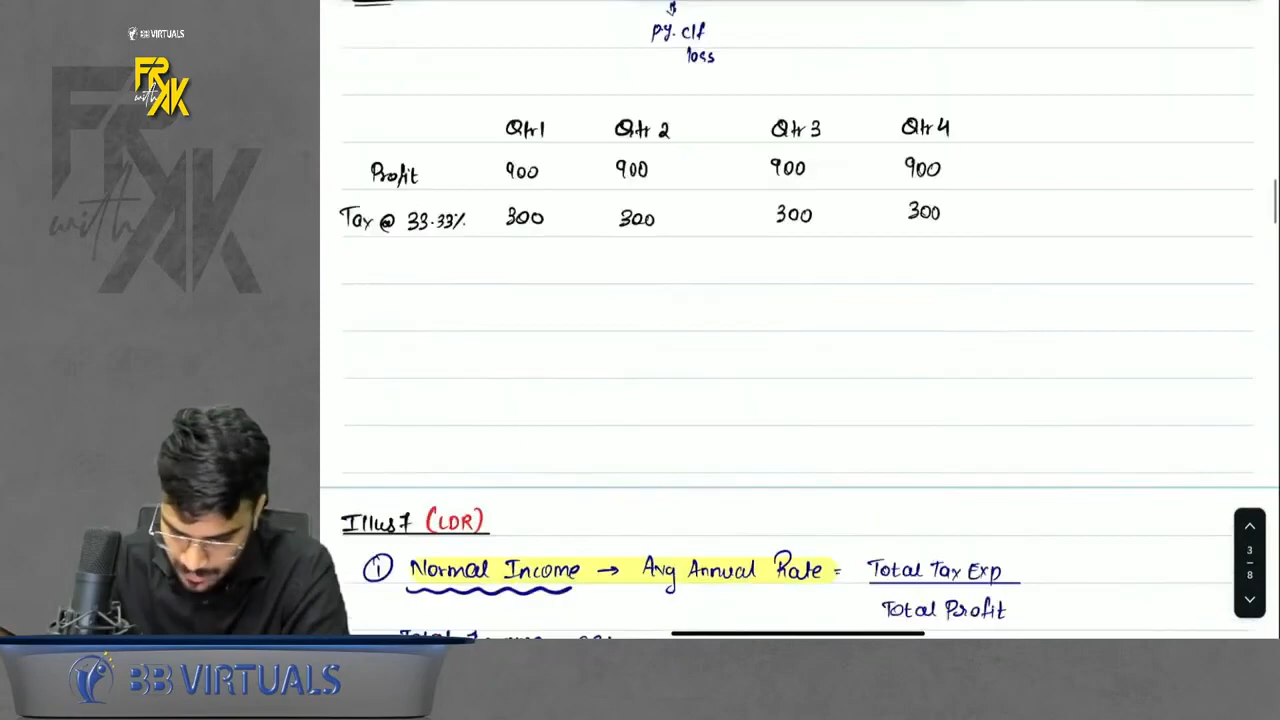 BB VIRTUALS
FR
with
AK
py. c/f
loss
Qtr 1 Qtr 2 Qtr 3 Qtr 4
Profit 900 900 900 900
Tax @ 33.33% 300 300 300 300
Illus 7 (LDR)
① Normal Income → Avg Annual Rate = Total Tax Exp
Total Profit
3
8
BB VIRTUALS